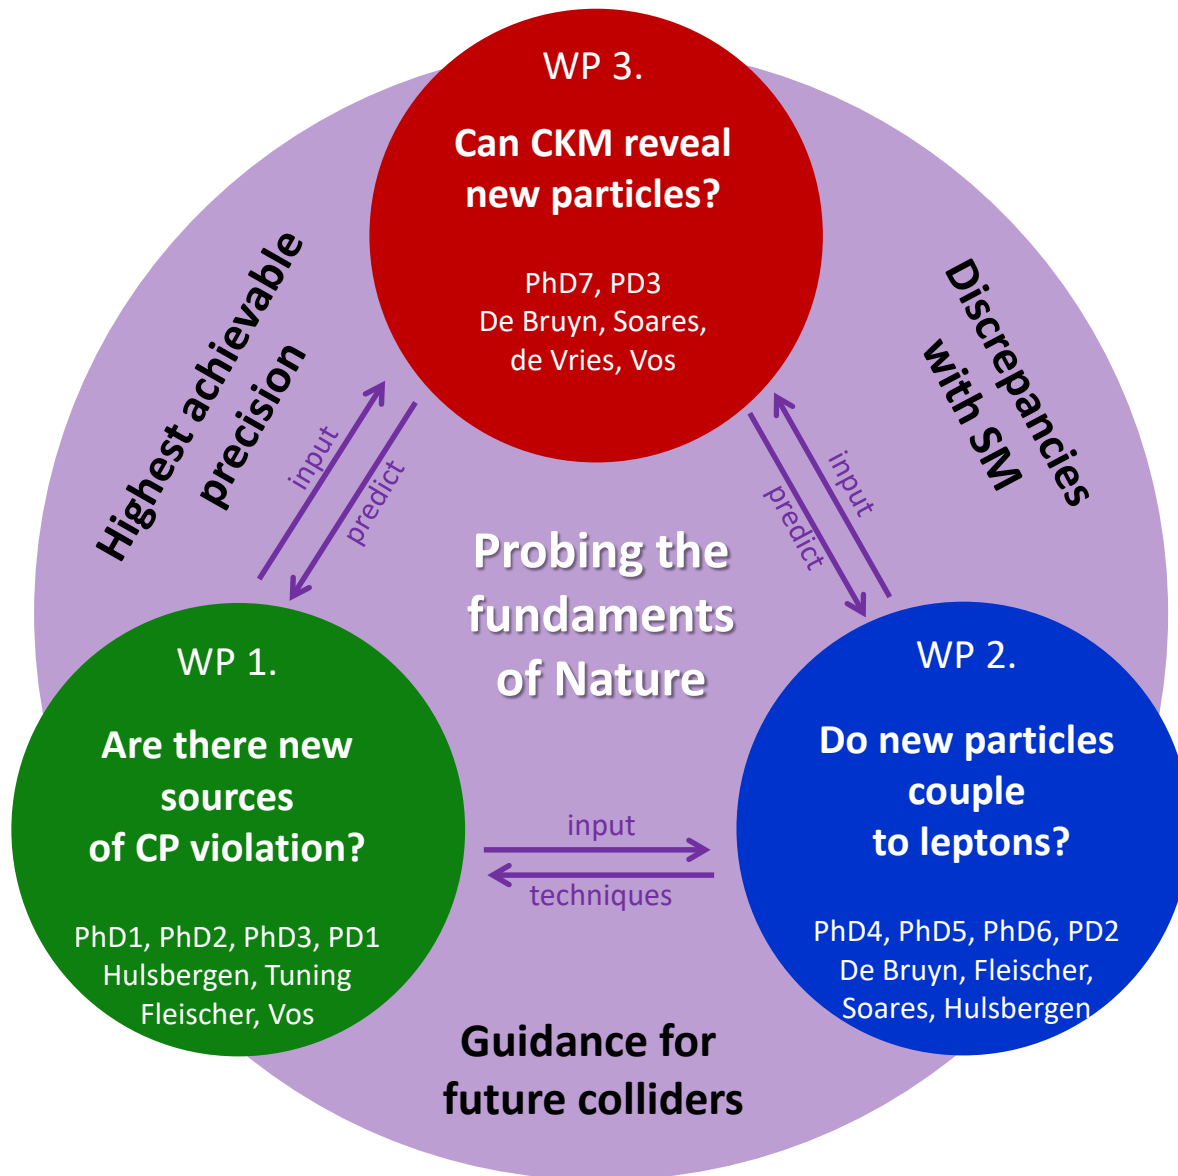 WP 3.
Can CKM reveal
new particles?
PhD7, PD3
De Bruyn, Soares,
de Vries, Vos
Highest achievable
precision
Discrepancies
with SM
input
predict
input
predict
Probing the
fundaments
of Nature
WP 1.
Are there new
sources
of CP violation?
PhD1, PhD2, PhD3, PD1
Hulsbergen, Tuning
Fleischer, Vos
input
techniques
WP 2.
Do new particles
couple
to leptons?
PhD4, PhD5, PhD6, PD2
De Bruyn, Fleischer,
Soares, Hulsbergen
Guidance for
future colliders